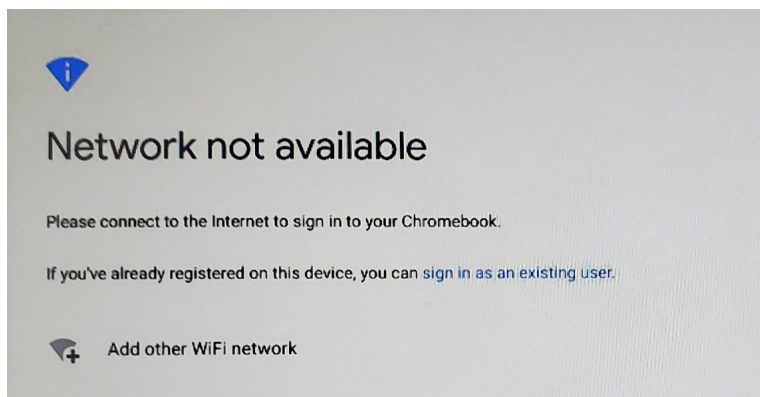 Network not available
Please connect to the Internet to sign in to your Chromebook.
If you've already registered on this device, you can sign in as an existing user.
Add other WiFi network